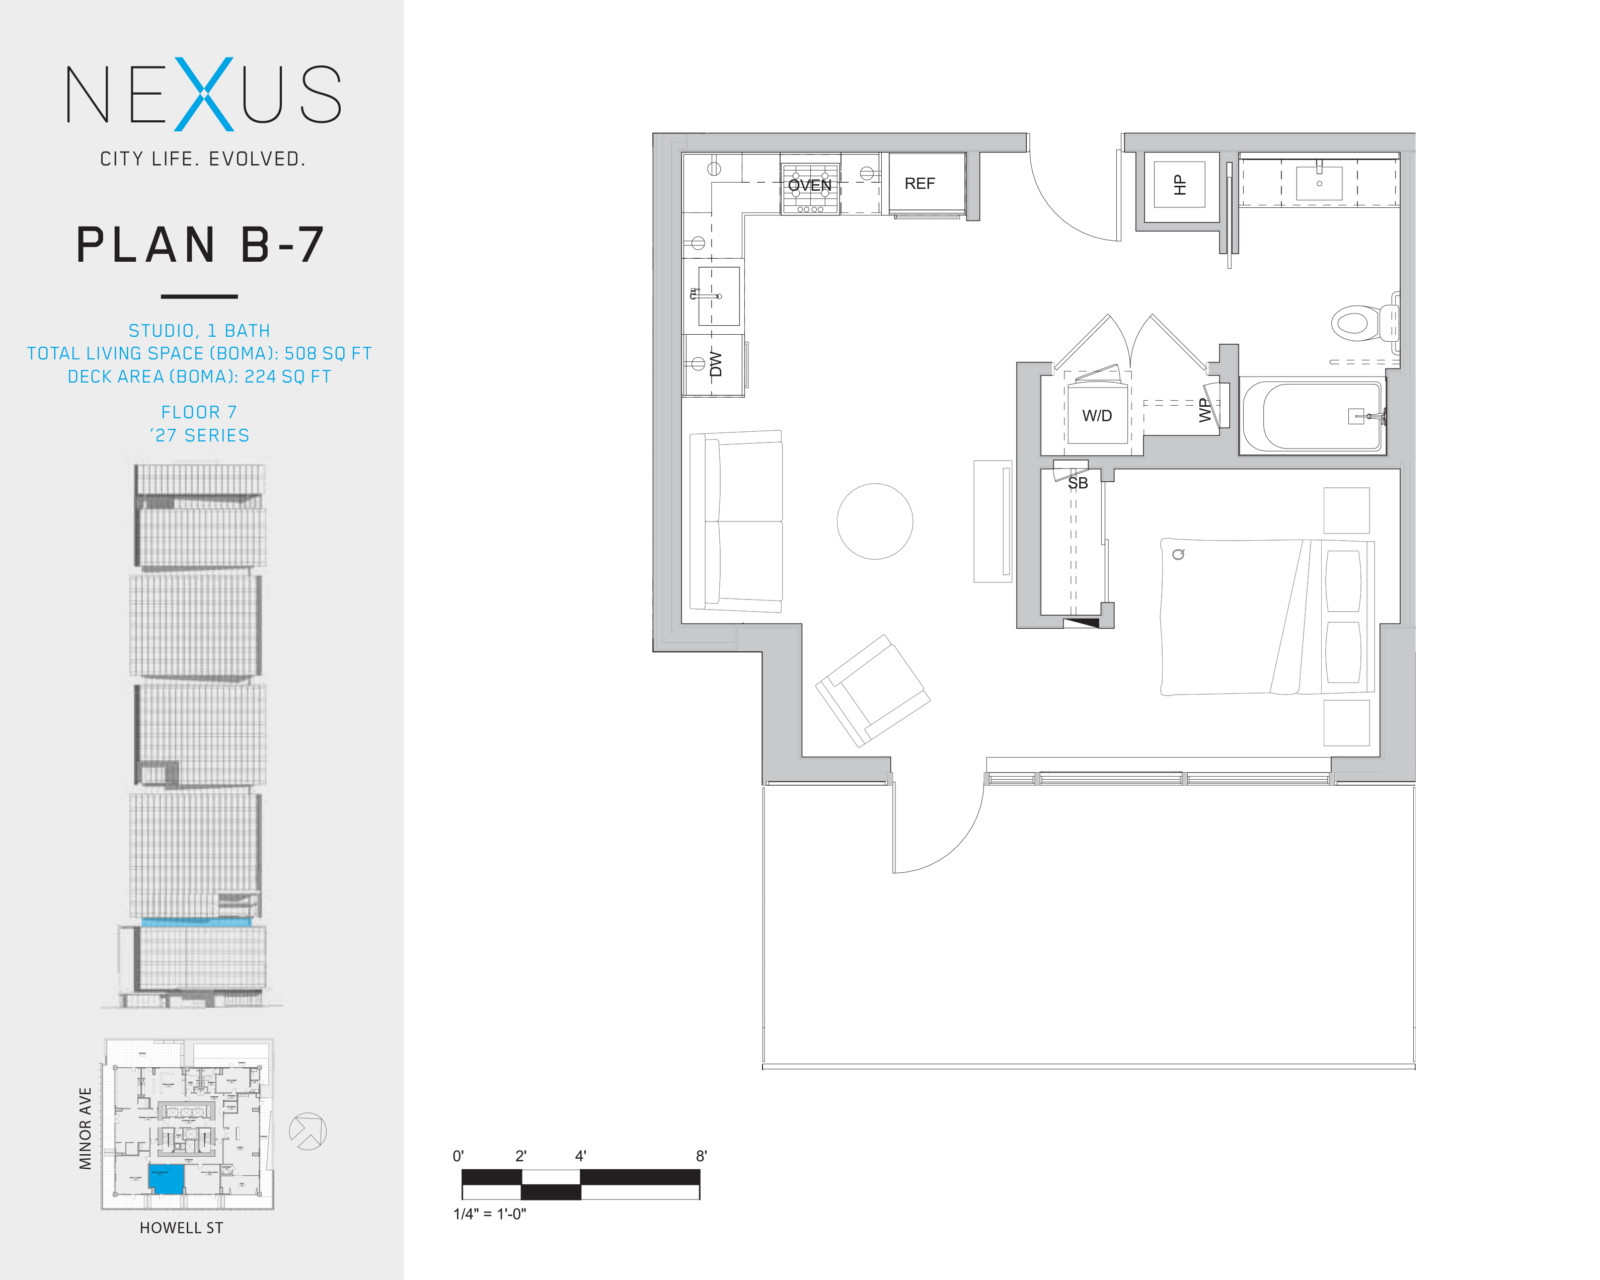 NEXUS
CITY LIFE. EVOLVED.
PLAN B-7
STUDIO, 1 BATH
TOTAL LIVING SPACE (BOMA): 508 SQ FT
DECK AREA (BOMA): 224 SQ FT
FLOOR 7
'27 SERIES
MINOR AVE
HOWELL ST
OVEN
REF
HP
DW
W/D
WP
SB
Q
0' 2' 4' 8'
1/4" = 1'-0"